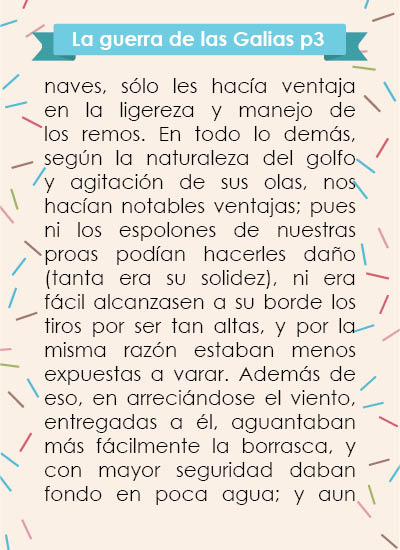 La guerra de las Galias p3
naves, sólo les hacía ventaja
en la ligereza y manejo de
los remos. En todo lo demás,
según la naturaleza del golfo
y agitación de sus olas, nos
hacían notables ventajas; pues
ni los espolones de nuestras
proas podían hacerles daño
(tanta era su solidez), ni era
fácil alcanzasen a su borde los
tiros por ser tan altas, y por la
misma razón estaban menos
expuestas a varar. Además de
eso, en arreciándose el viento,
entregadas a él, aguantaban
más fácilmente la borrasca, y
con mayor seguridad daban
fondo en poca agua; y aun